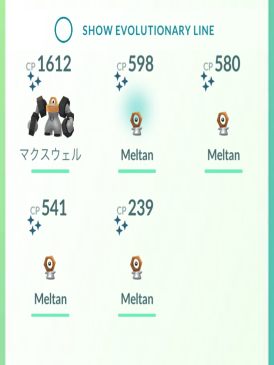 SHOW EVOLUTIONARY LINE
CP1612 CP598 CP580
マクスウェル Meltan Meltan
CP541 CP239
Meltan Meltan